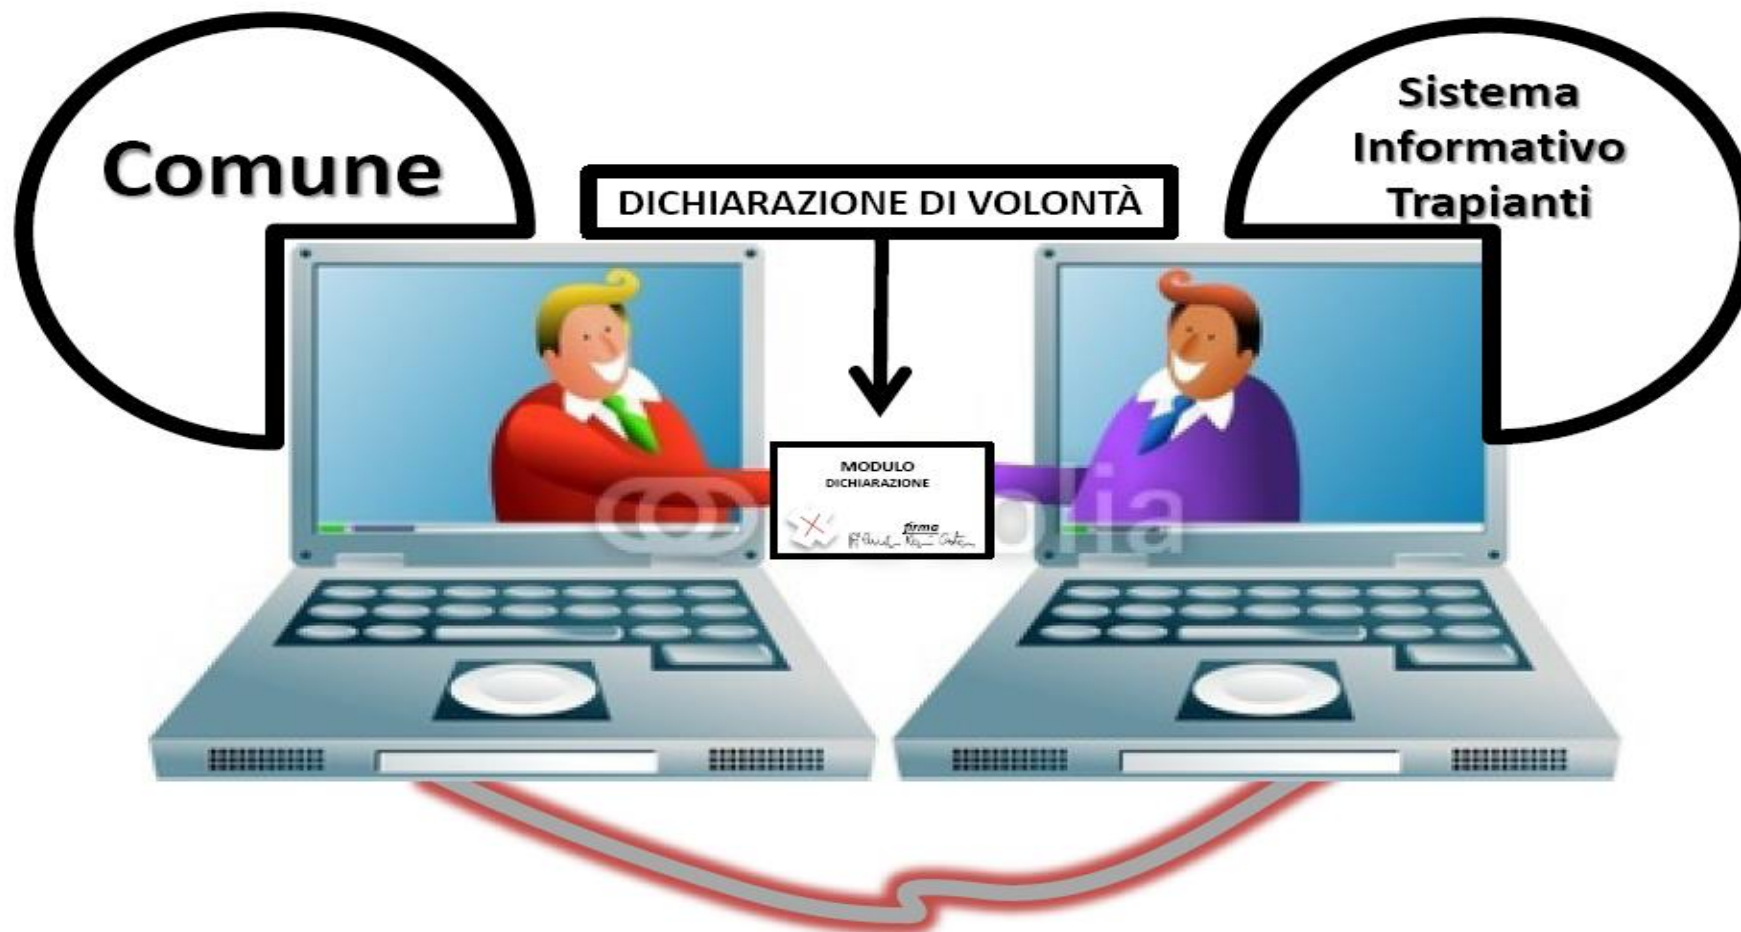 Comune
Sistema
Informativo
Trapianti
DICHIARAZIONE DI VOLONTÀ
MODULO
DICHIARAZIONE
firma